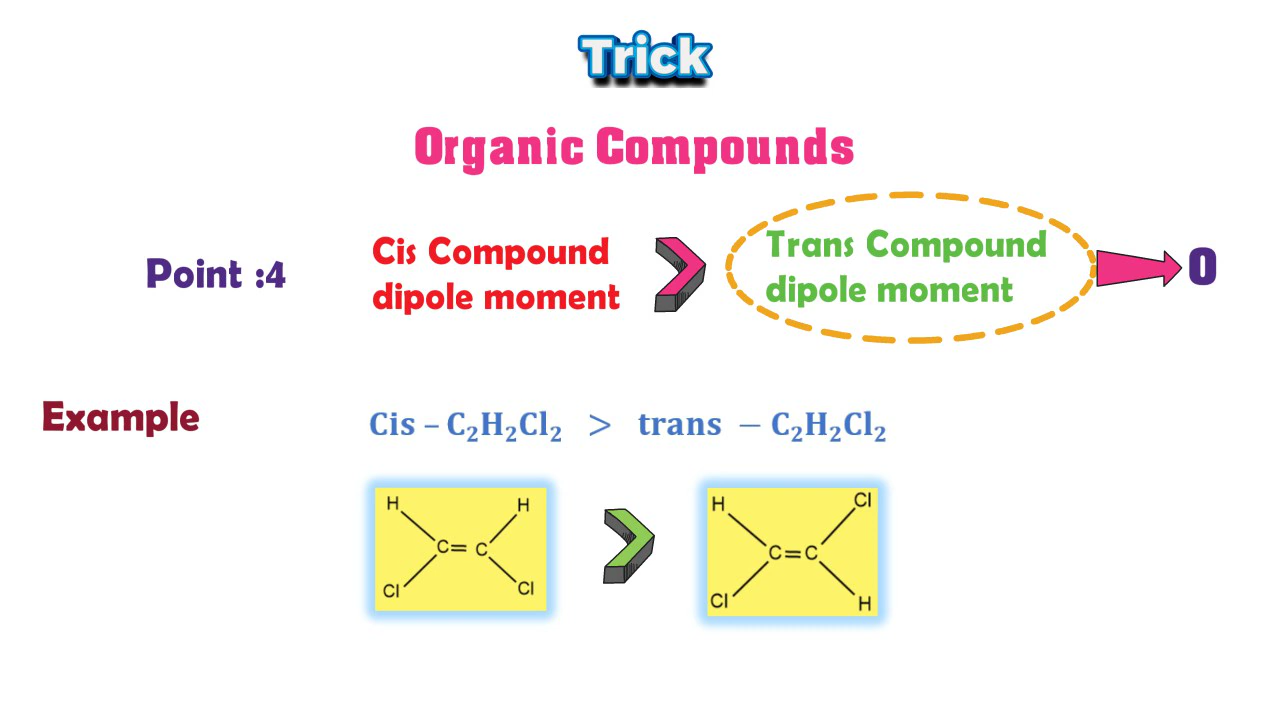 Trick
Organic Compounds
Point :4
Cis Compound
dipole moment
Trans Compound
dipole moment
0
Example
Cis – C₂H₂Cl₂ > trans – C₂H₂Cl₂
H H
C = C
Cl Cl
H Cl
C = C
Cl H